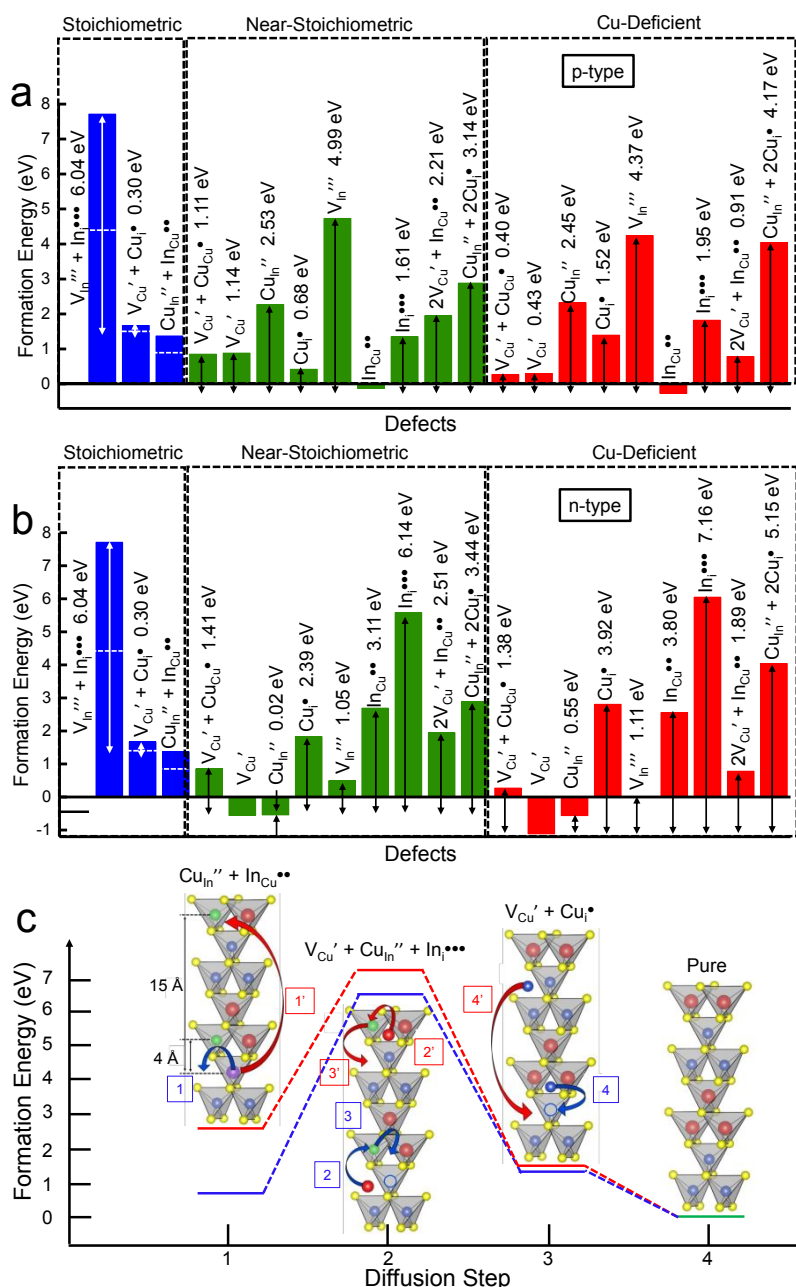 Stoichiometric Near-Stoichiometric Cu-Deficient
a
p-type
Formation Energy (eV)
8
7
6
5
4
3
2
1
0
V_In''' + In_i••• 6.04 eV
V_Cu' + Cu_i• 0.30 eV
Cu_In'' + In_Cu••
V_Cu' + Cu_Cu• 1.11 eV
V_Cu' 1.14 eV
Cu_In'' 2.53 eV
Cu_i• 0.68 eV
V_In''' 4.99 eV
In_Cu••
In_i••• 1.61 eV
2V_Cu' + In_Cu•• 2.21 eV
Cu_In'' + 2Cu_i• 3.14 eV
V_Cu' + Cu_Cu• 0.40 eV
V_Cu' 0.43 eV
Cu_In'' 2.45 eV
Cu_i• 1.52 eV
V_In''' 4.37 eV
In_Cu••
In_i••• 1.95 eV
2V_Cu' + In_Cu•• 0.91 eV
Cu_In'' + 2Cu_i• 4.17 eV
Defects
Stoichiometric Near-Stoichiometric Cu-Deficient
b
n-type
Formation Energy (eV)
8
7
6
5
4
3
2
1
0
-1
V_In''' + In_i••• 6.04 eV
V_Cu' + Cu_i• 0.30 eV
Cu_In'' + In_Cu••
V_Cu' + Cu_Cu• 1.41 eV
V_Cu'
Cu_In'' 0.02 eV
Cu_i• 2.39 eV
V_In''' 1.05 eV
In_Cu•• 3.11 eV
In_i••• 6.14 eV
2V_Cu' + In_Cu•• 2.51 eV
Cu_In'' + 2Cu_i• 3.44 eV
V_Cu' + Cu_Cu• 1.38 eV
V_Cu'
Cu_In'' 0.55 eV
Cu_i• 3.92 eV
V_In''' 1.11 eV
In_Cu•• 3.80 eV
In_i••• 7.16 eV
2V_Cu' + In_Cu•• 1.89 eV
Cu_In'' + 2Cu_i• 5.15 eV
Defects
c
Cu_In'' + In_Cu••
V_Cu' + Cu_In'' + In_i•••
V_Cu' + Cu_i•
Pure
Formation Energy (eV)
7
6
5
4
3
2
1
0
15 Å
4 Å
1'
1
2'
3'
3
2
4'
4
1 2 3 4
Diffusion Step